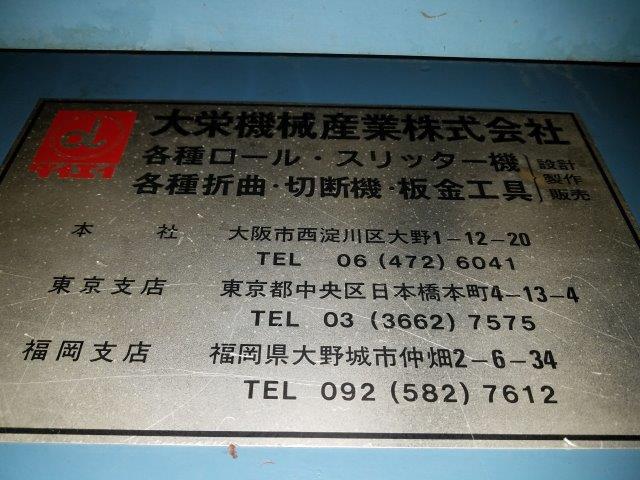 大栄機械産業株式会社
ダイエイ
各種ロール・スリッター機
各種折曲・切断機・板金工具
設計
製作
販売
本社 大阪市西淀川区大野1-12-20
TEL 06 (472) 6041
東京支店 東京都中央区日本橋本町4-13-4
TEL 03 (3662) 7575
福岡支店 福岡県大野城市仲畑2-6-34
TEL 092 (582) 7612